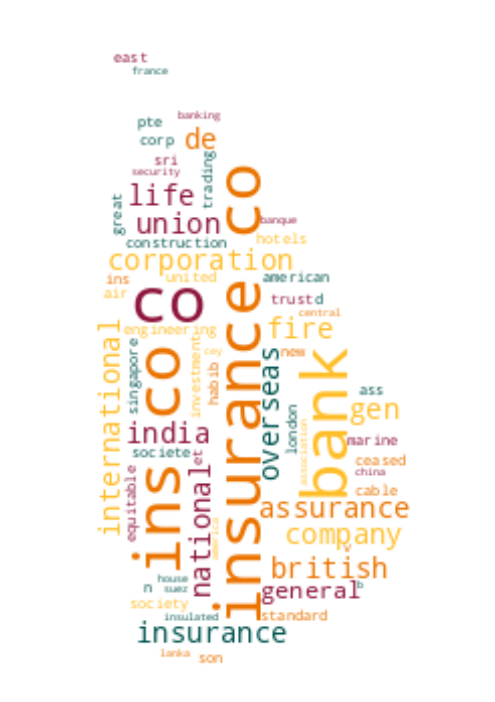 east
france
banking
pte
de
corp
sri
security
trading
life
great
union
banque
construction
hotels
corporation
ins
united
american
air
co
trust
d
central
engineering
fire
insurance co
ins co
international
singapore
investment
cey
habib
new
overseas
bank
london
association
ass
gen
india
marine
societe
et
national
equitable
ceased
china
cable
assurance
america
company
v
british
house
n
suez
general
b
society
insulated
standard
insurance
lanka
son